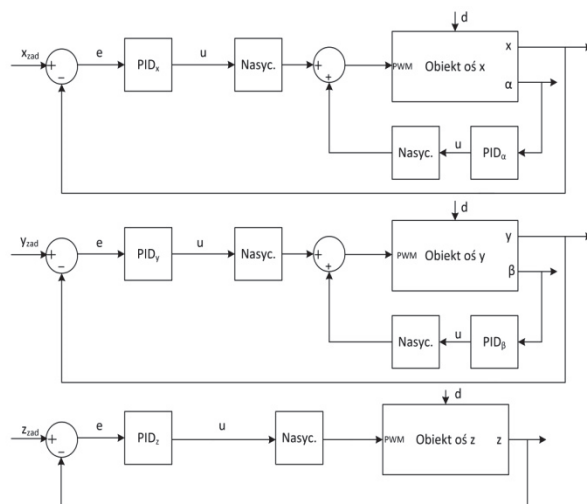 d
x_zad + − e PID_x u Nasyc. + + PWM Obiekt oś x x
α
Nasyc. u PID_α
d
y_zad + − e PID_y u Nasyc. + + PWM Obiekt oś y y
β
Nasyc. u PID_β
d
z_zad + − e PID_z u Nasyc. PWM Obiekt oś z z